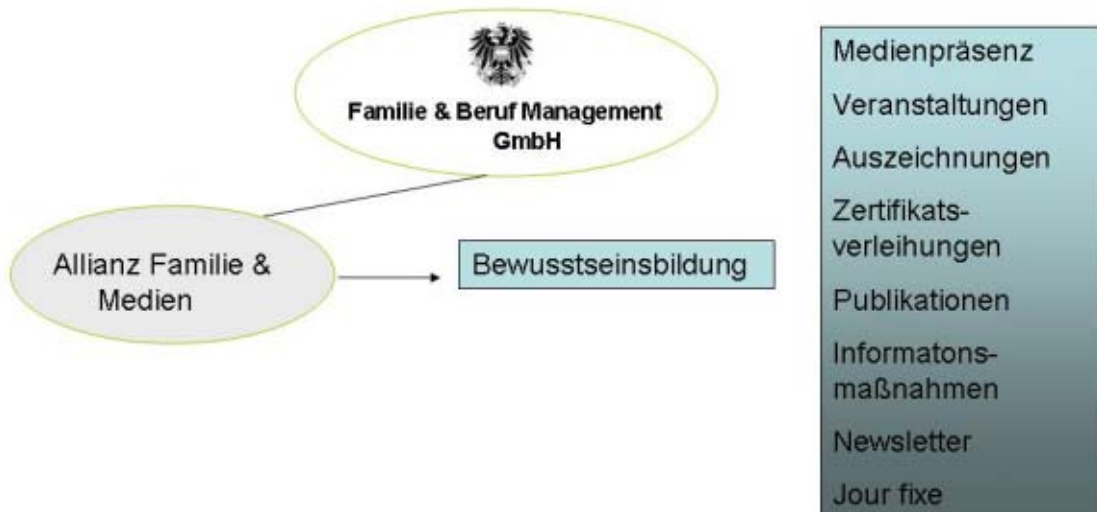 Familie & Beruf Management
GmbH
Allianz Familie &
Medien
Bewusstseinsbildung
Medienpräsenz
Veranstaltungen
Auszeichnungen
Zertifikats-
verleihungen
Publikationen
Informatons-
maßnahmen
Newsletter
Jour fixe